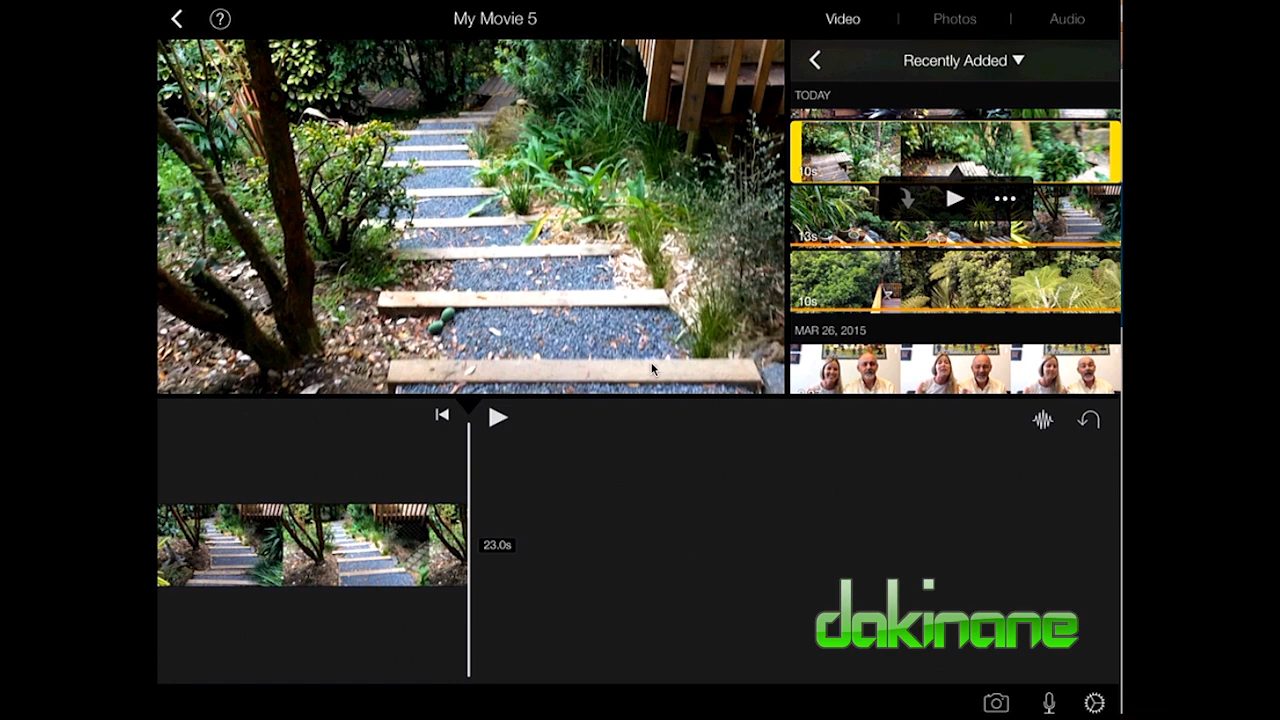 My Movie 5
Video | Photos | Audio
Recently Added ▼
TODAY
10s
13s
10s
MAR 26, 2015
23.0s
dakinane